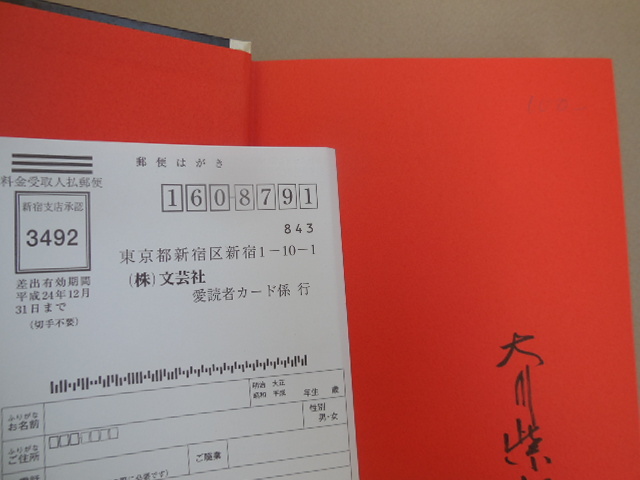 郵便はがき
料金受取人払郵便
新宿支店承認
3492
差出有効期間
平成24年12月
31日まで
(切手不要)
1608791
843
東京都新宿区新宿1-10-1
(株)文芸社
愛読者カード係 行
ふりがな
お名前
明治 大正
昭和 平成
年生 歳
ふりがな
ご住所
性別
男・女
ご職業
大川紫